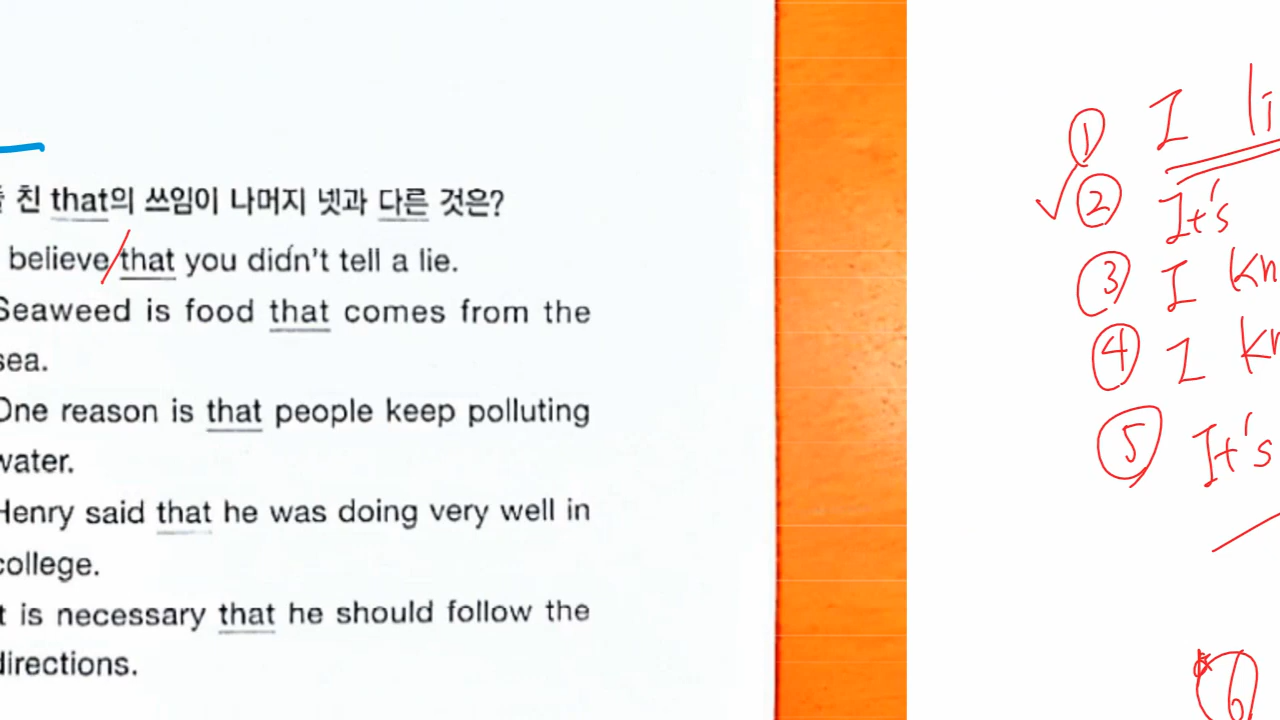 친 that의 쓰임이 나머지 넷과 다른 것은?
believe that you didn't tell a lie.
Seaweed is food that comes from the
sea.
One reason is that people keep polluting
water.
Henry said that he was doing very well in
college.
is necessary that he should follow the
directions.
① I
② It's
③ I
④ I
⑤ It's
6